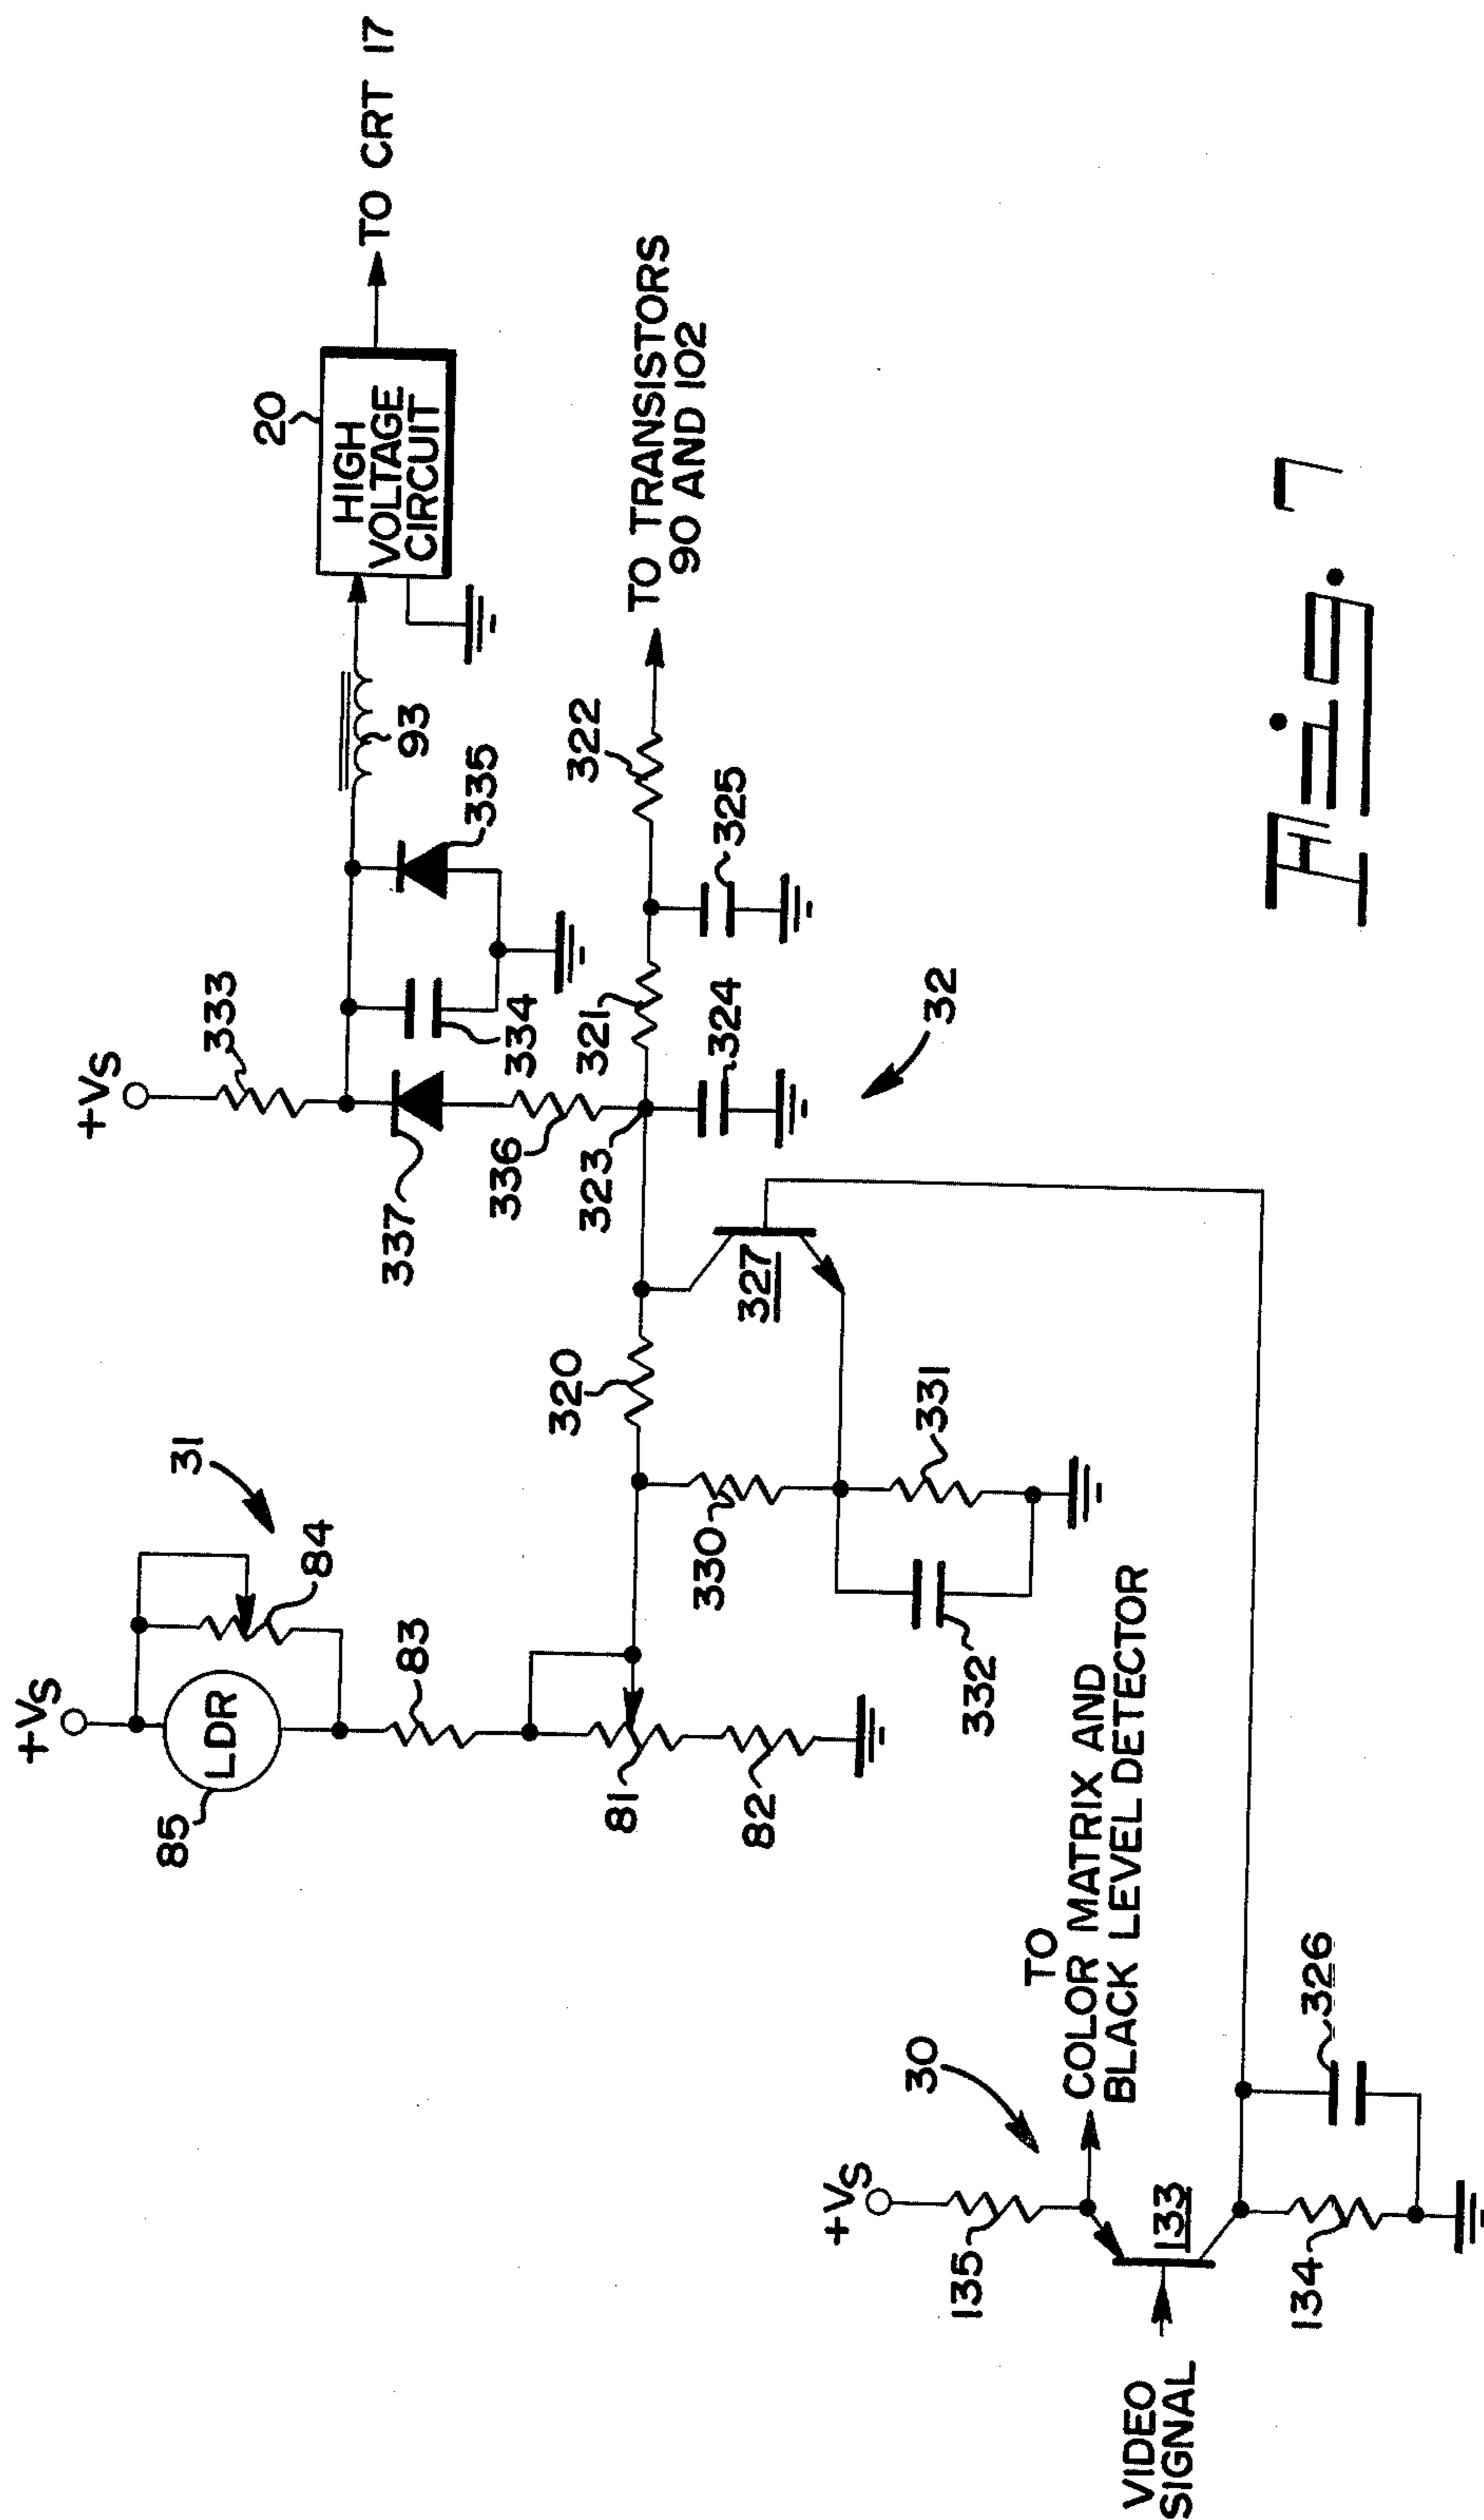 +VS
85
LDR
84
31
83
81
82
320
330
331
332
327
+VS
333
337
336
323
334
321
324
335
93
20
HIGH
VOLTAGE
CIRCUIT
TO CRT 17
322
325
TO TRANSISTORS
90 AND 102
32
+VS
30
135
TO
COLOR MATRIX AND
BLACK LEVEL DETECTOR
133
VIDEO
SIGNAL
134
326
Fig. 7